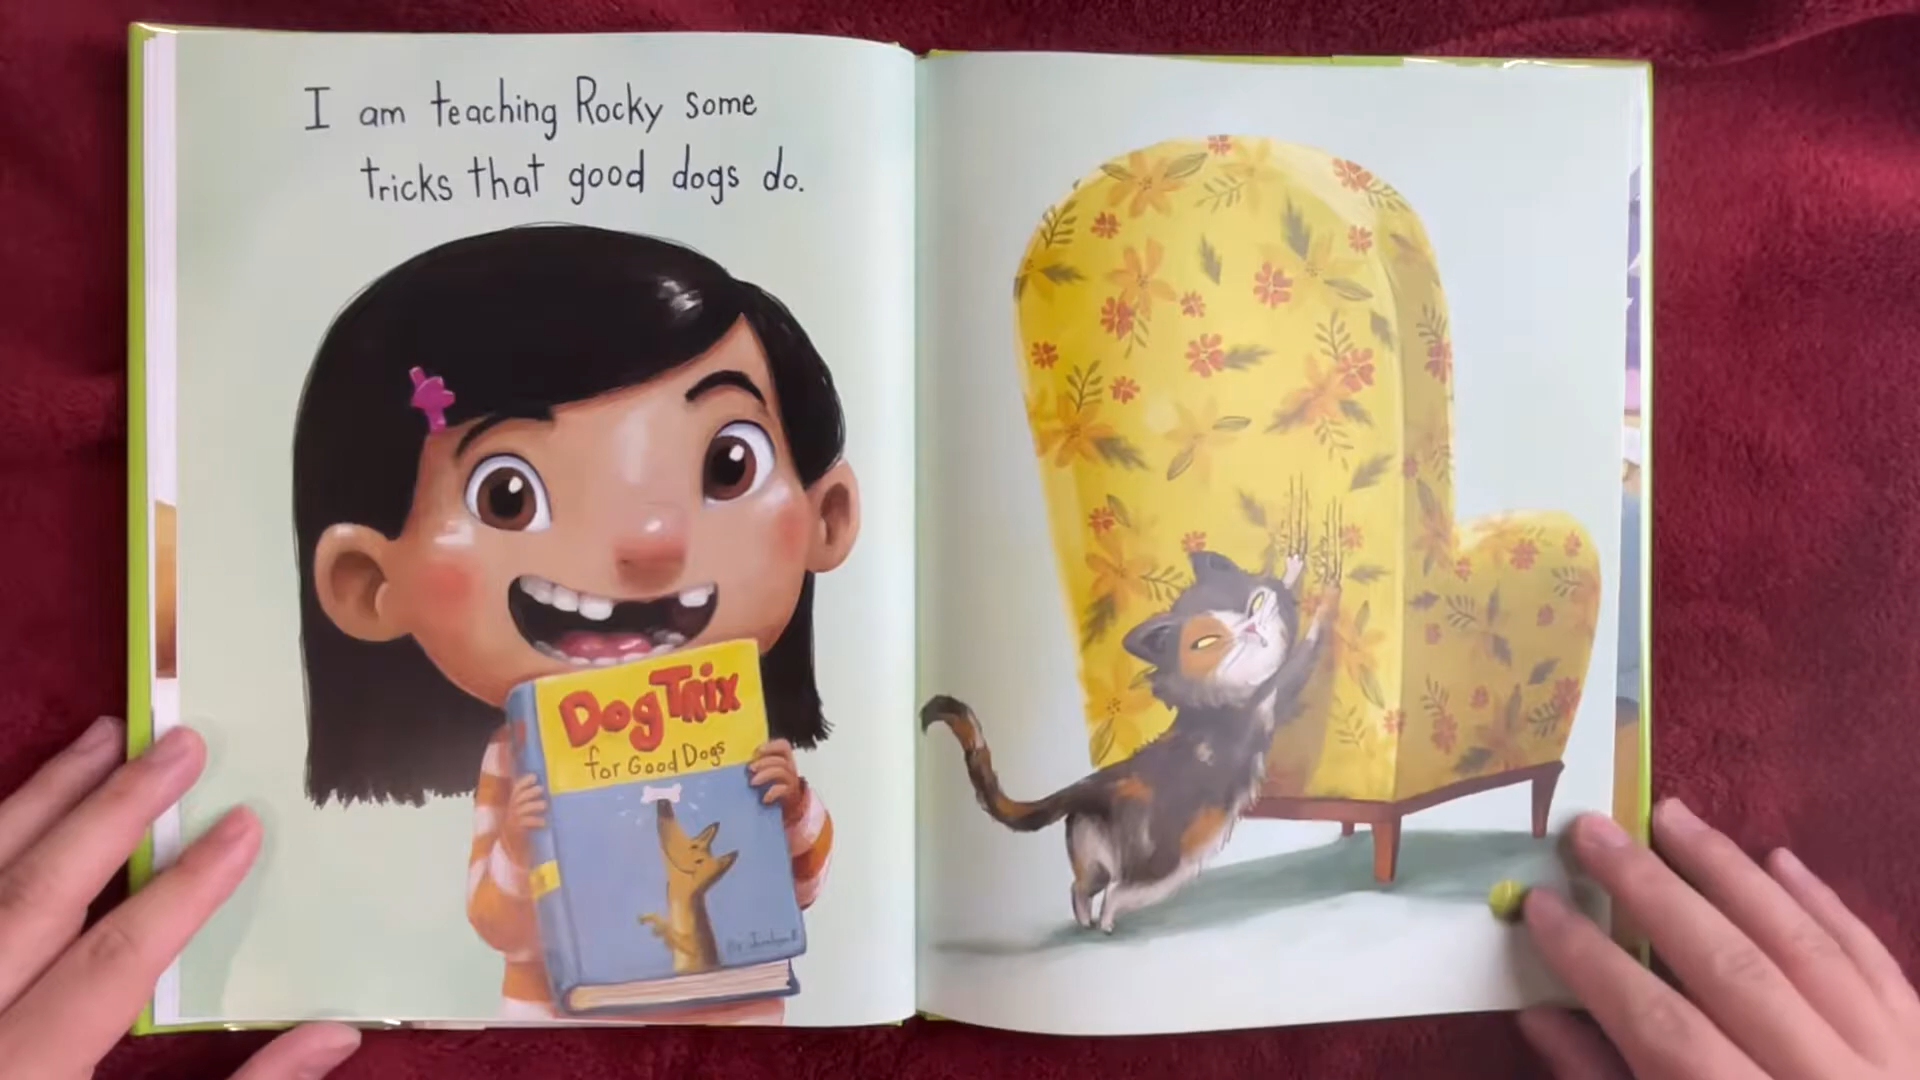 I am teaching Rocky some
tricks that good dogs do.
Dog Trix
for Good Dogs